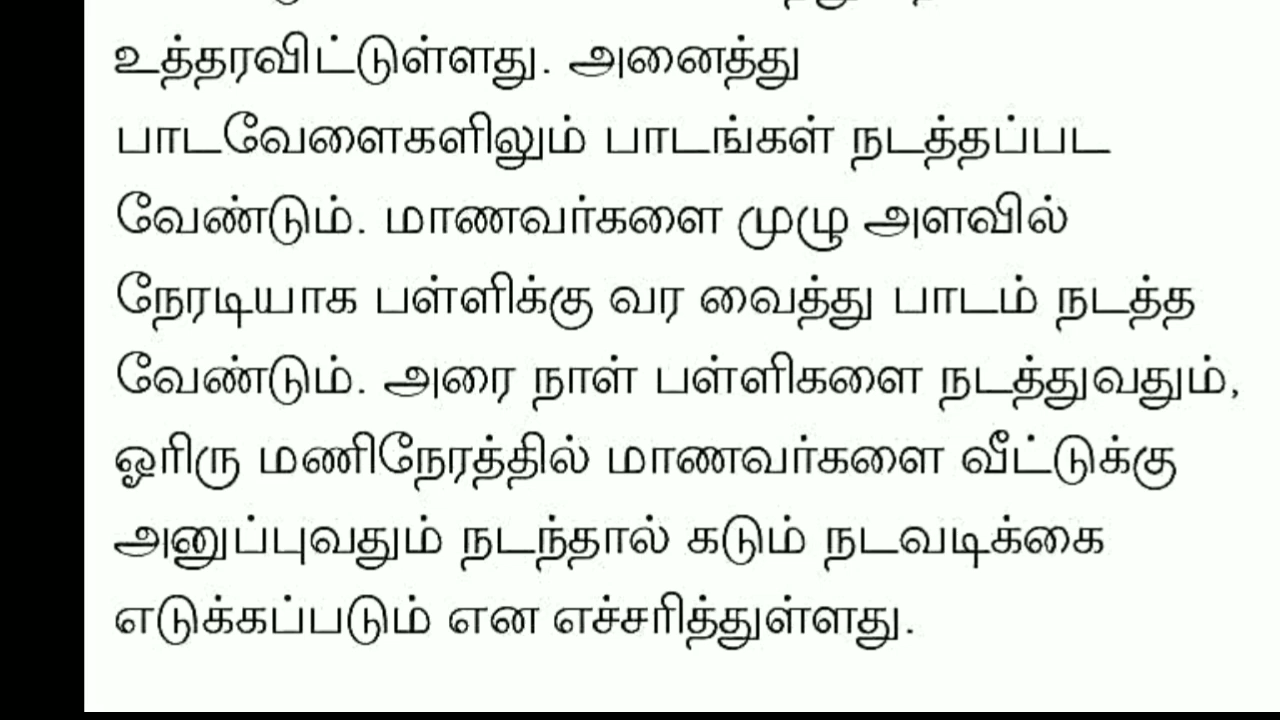 உத்தரவிட்டுள்ளது. அனைத்து
பாடவேளைகளிலும் பாடங்கள் நடத்தப்பட
வேண்டும். மாணவர்களை முழு அளவில்
நேரடியாக பள்ளிக்கு வர வைத்து பாடம் நடத்த
வேண்டும். அரை நாள் பள்ளிகளை நடத்துவதும்,
ஓரிரு மணிநேரத்தில் மாணவர்களை வீட்டுக்கு
அனுப்புவதும் நடந்தால் கடும் நடவடிக்கை
எடுக்கப்படும் என எச்சரித்துள்ளது.